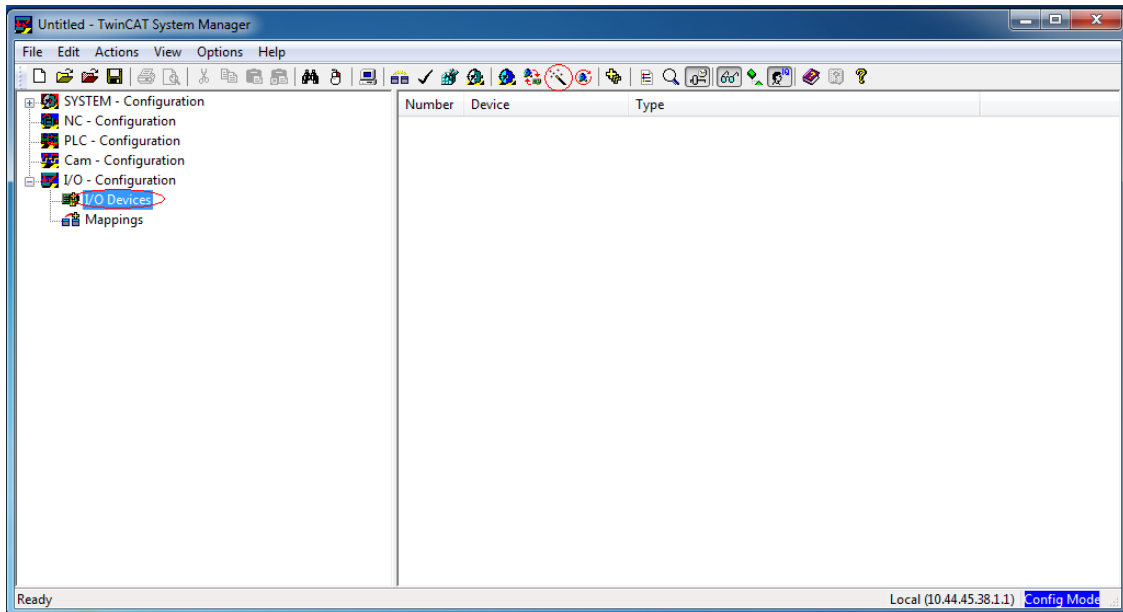 Untitled - TwinCAT System Manager
File Edit Actions View Options Help
SYSTEM - Configuration
NC - Configuration
PLC - Configuration
Cam - Configuration
I/O - Configuration
I/O Devices
Mappings
Number Device Type
Ready Local (10.44.45.38.1.1) Config Mode